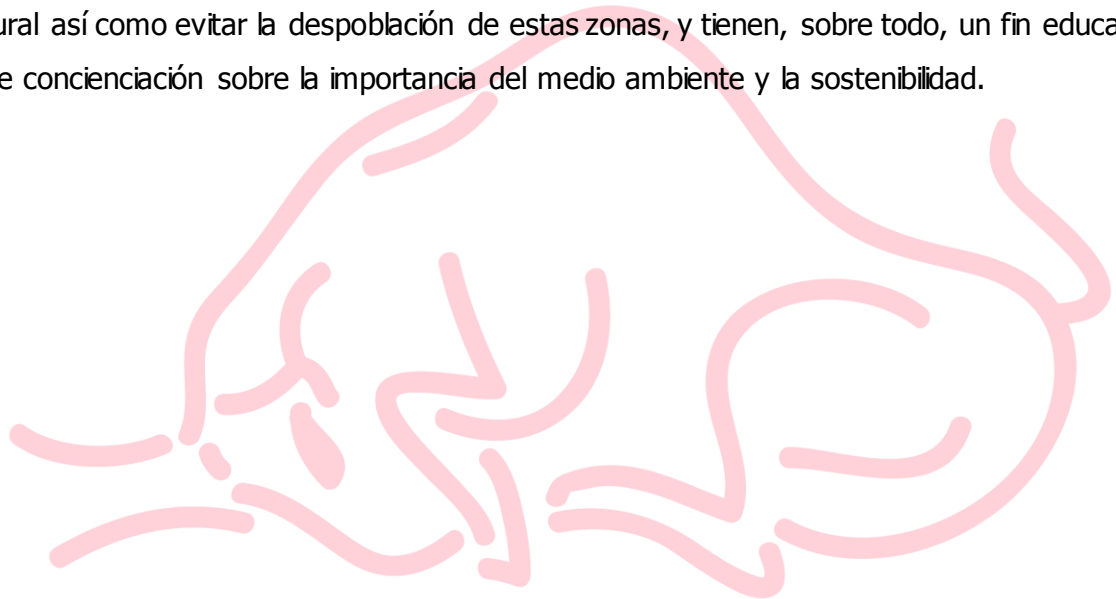 ural así como evitar la despoblación de estas zonas, y tienen, sobre todo, un fin educa
e concienciación sobre la importancia del medio ambiente y la sostenibilidad.